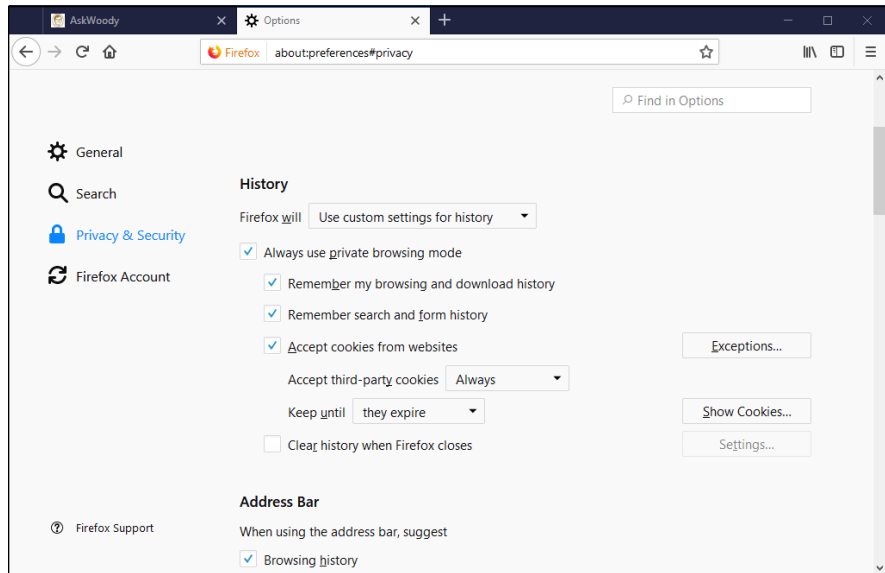 AskWoody
Options
Firefox about:preferences#privacy
Find in Options
General
Search
Privacy & Security
Firefox Account
History
Firefox will Use custom settings for history
Always use private browsing mode
Remember my browsing and download history
Remember search and form history
Accept cookies from websites Exceptions...
Accept third-party cookies Always
Keep until they expire Show Cookies...
Clear history when Firefox closes Settings...
Address Bar
Firefox Support
When using the address bar, suggest
Browsing history